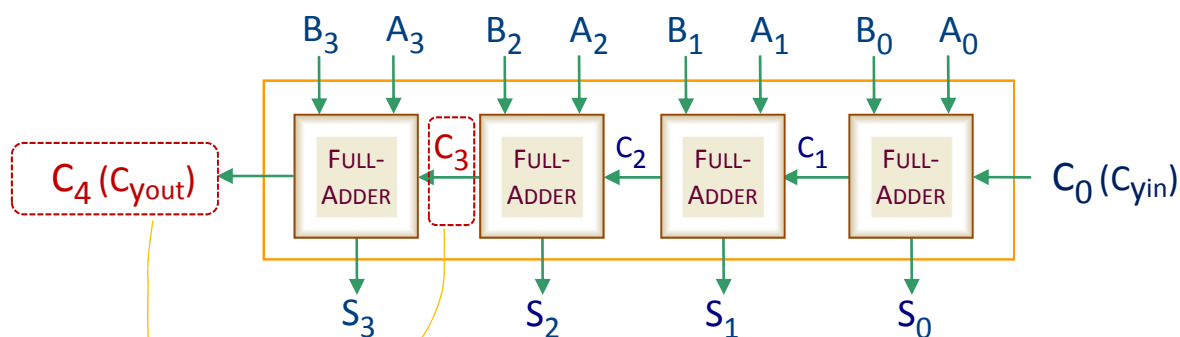 B3 A3 B2 A2 B1 A1 B0 A0
C4 (Cyout) FULL-ADDER C3 FULL-ADDER C2 FULL-ADDER C1 FULL-ADDER C0 (Cyin)
S3 S2 S1 S0